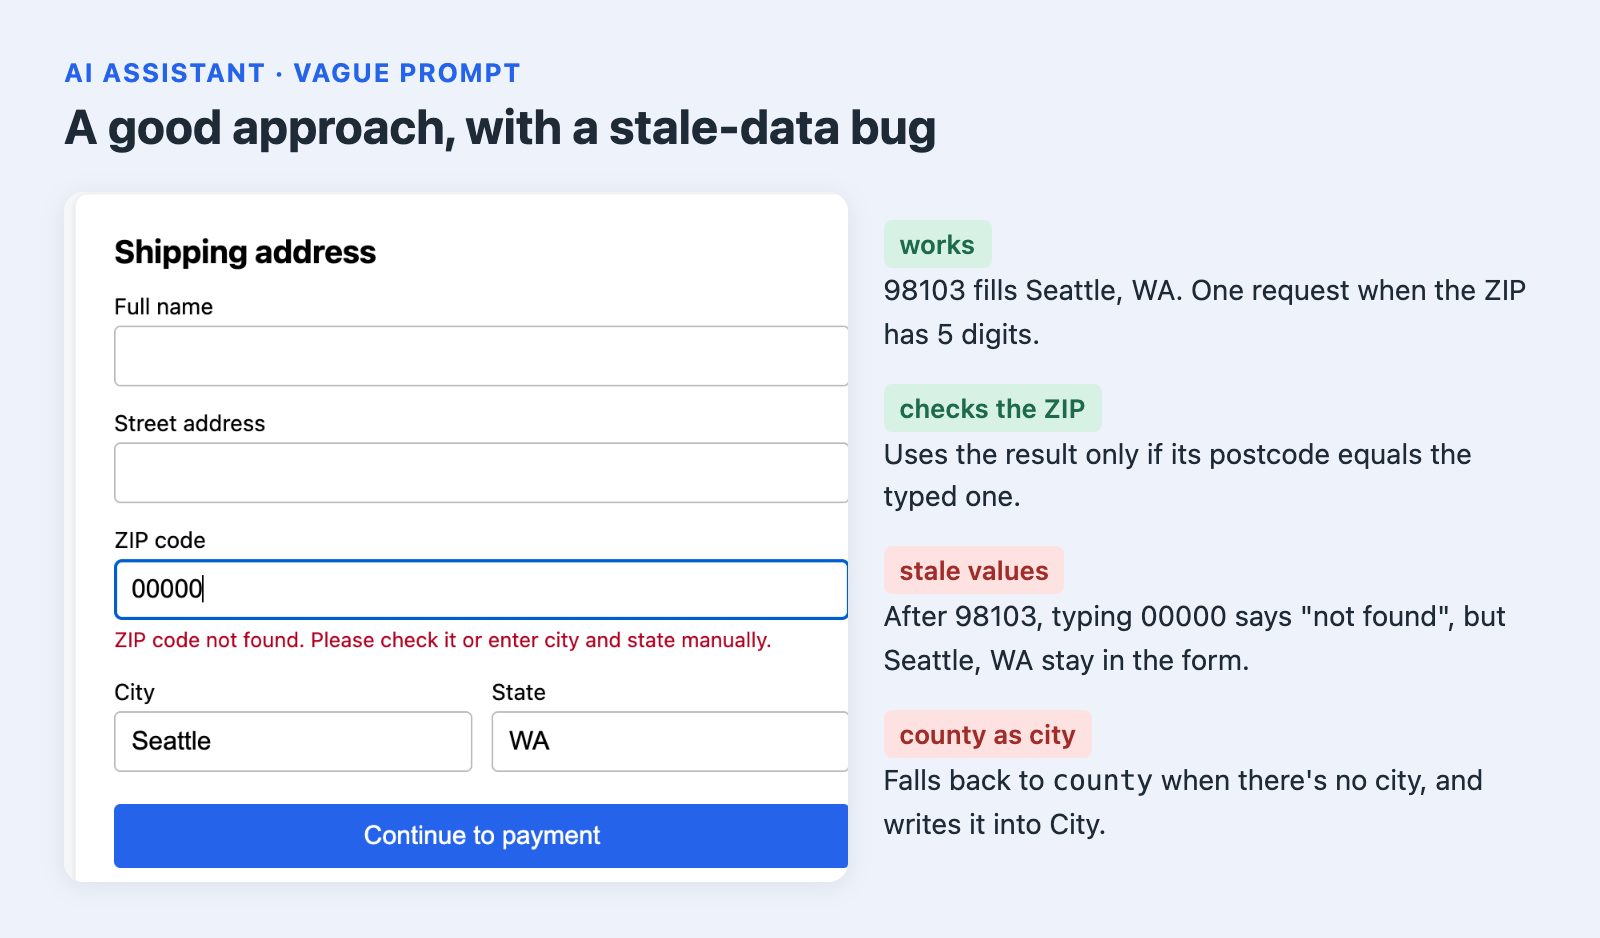 AI ASSISTANT · VAGUE PROMPT
A good approach, with a stale-data bug
Shipping address
Full name
Street address
ZIP code
00000
ZIP code not found. Please check it or enter city and state manually.
City
State
Seattle
WA
Continue to payment
works
98103 fills Seattle, WA. One request when the ZIP
has 5 digits.
checks the ZIP
Uses the result only if its postcode equals the
typed one.
stale values
After 98103, typing 00000 says "not found", but
Seattle, WA stay in the form.
county as city
Falls back to county when there's no city, and
writes it into City.